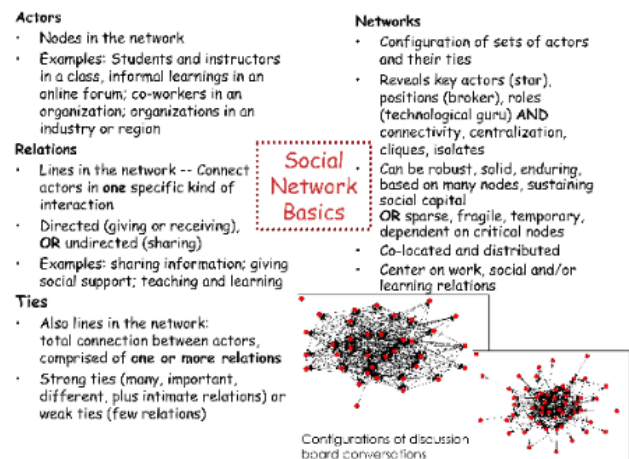 Actors
· Nodes in the network
· Examples: Students and instructors
in a class, informal learnings in an
online forum; co-workers in an
organization; organizations in an
industry or region
Relations
· Lines in the network -- Connect
actors in one specific kind of
interaction
· Directed (giving or receiving),
OR undirected (sharing)
· Examples: sharing information; giving
social support; teaching and learning
Ties
· Also lines in the network:
total connection between actors,
comprised of one or more relations
· Strong ties (many, important,
different, plus intimate relations) or
weak ties (few relations)
Social
Network
Basics
Networks
· Configuration of sets of actors
and their ties
· Reveals key actors (star),
positions (broker), roles
(technological guru) AND
connectivity, centralization,
cliques, isolates
· Can be robust, solid, enduring,
based on many nodes, sustaining
social capital
OR sparse, fragile, temporary,
dependent on critical nodes
· Co-located and distributed
· Center on work, social and/or
learning relations
Configurations of discussion
board conversations